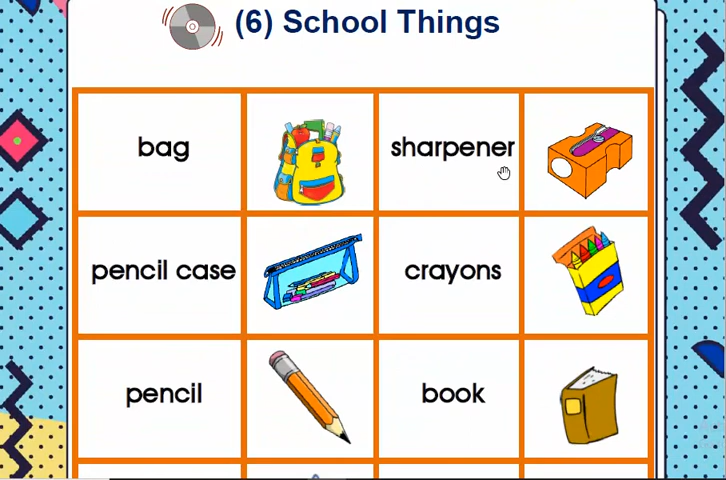 (6) School Things
bag
sharpener
pencil case
crayons
pencil
book